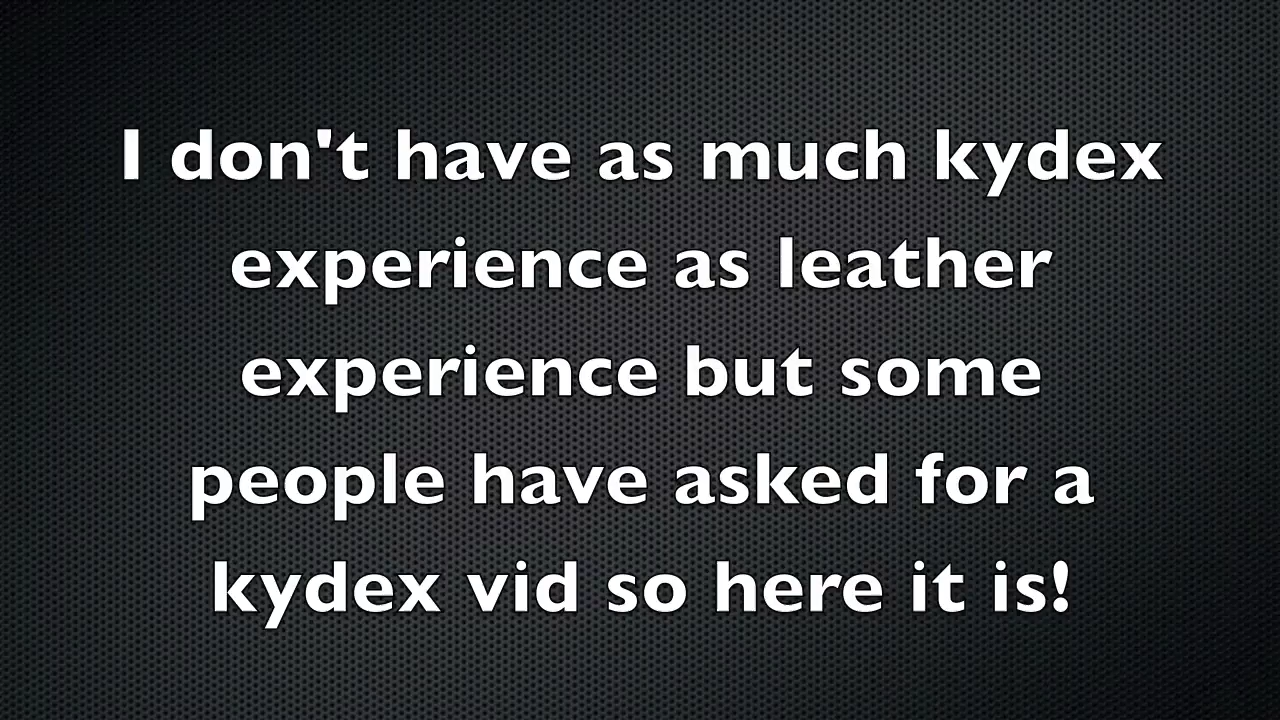 I don't have as much kydex
experience as leather
experience but some
people have asked for a
kydex vid so here it is!